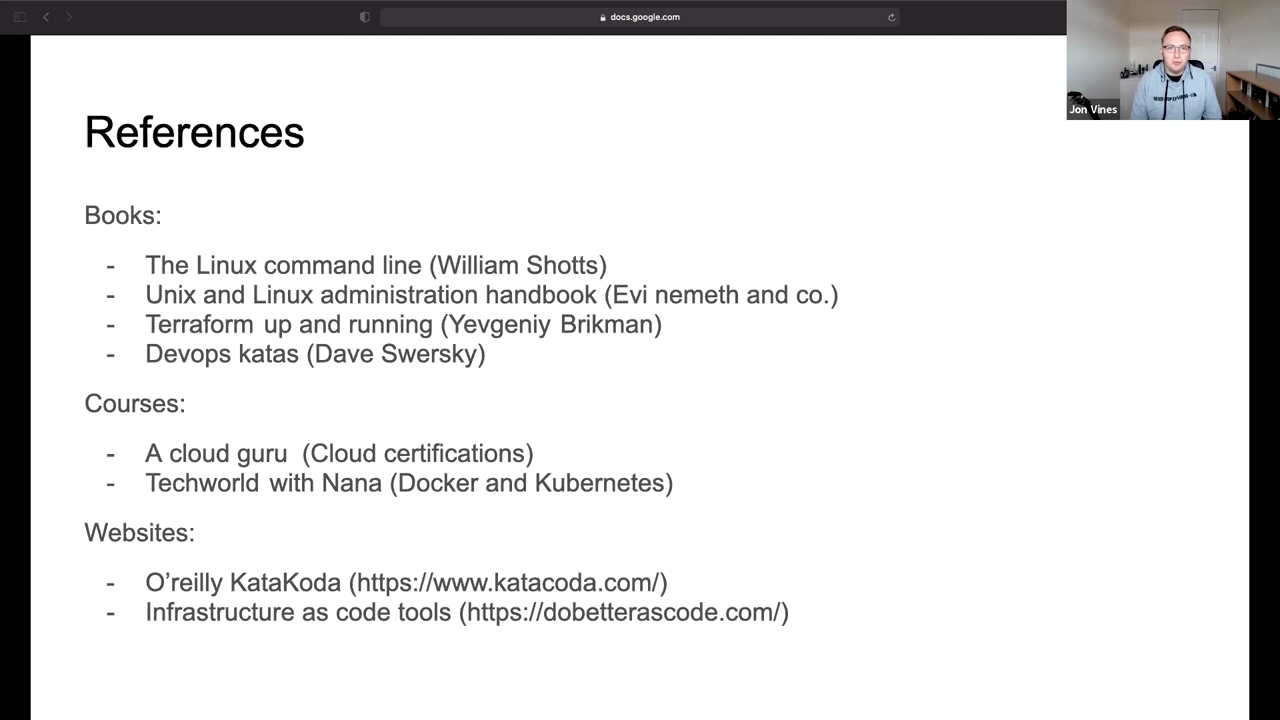 docs.google.com
Jon Vines
References
Books:
- The Linux command line (William Shotts)
- Unix and Linux administration handbook (Evi nemeth and co.)
- Terraform up and running (Yevgeniy Brikman)
- Devops katas (Dave Swersky)
Courses:
- A cloud guru (Cloud certifications)
- Techworld with Nana (Docker and Kubernetes)
Websites:
- O’reilly KataKoda (https://www.katacoda.com/)
- Infrastructure as code tools (https://dobetterascode.com/)